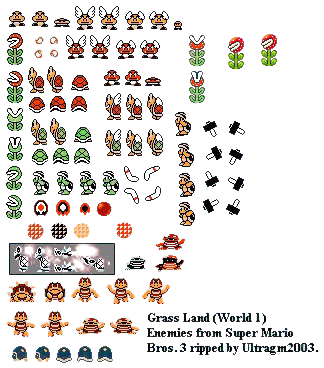 Grass Land (World 1)
Enemies from Super Mario
Bros. 3 ripped by Ultragm2003.